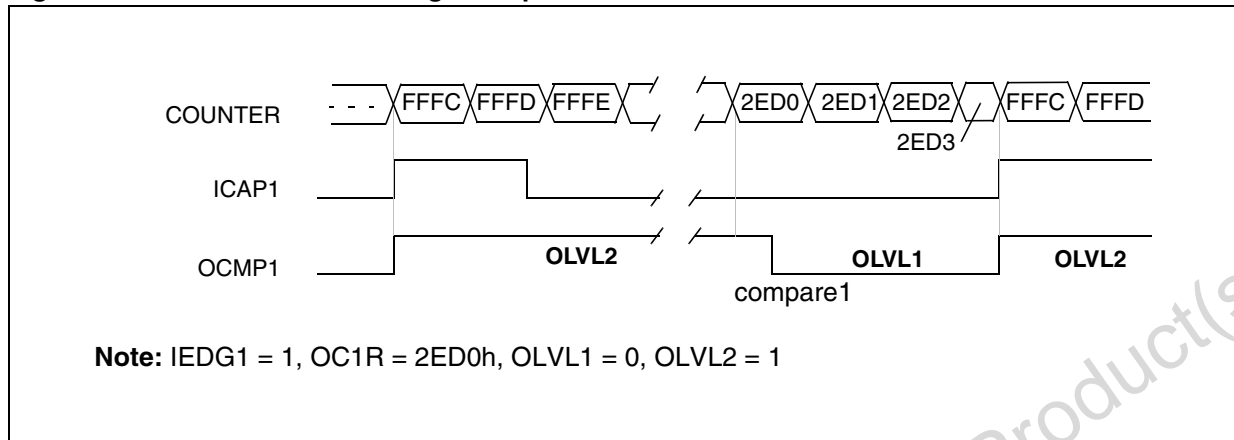 COUNTER - - - FFFC FFFD FFFE 2ED0 2ED1 2ED2 FFFC FFFD
2ED3
ICAP1
OCMP1 OLVL2 OLVL1 OLVL2
compare1
Note: IEDG1 = 1, OC1R = 2ED0h, OLVL1 = 0, OLVL2 = 1
Product(s